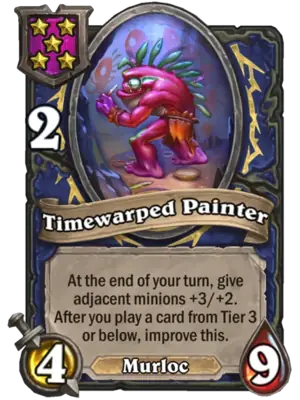 2
Timewarped Painter
At the end of your turn, give
adjacent minions +3/+2.
After you play a card from Tier 3
or below, improve this.
4
Murloc
9